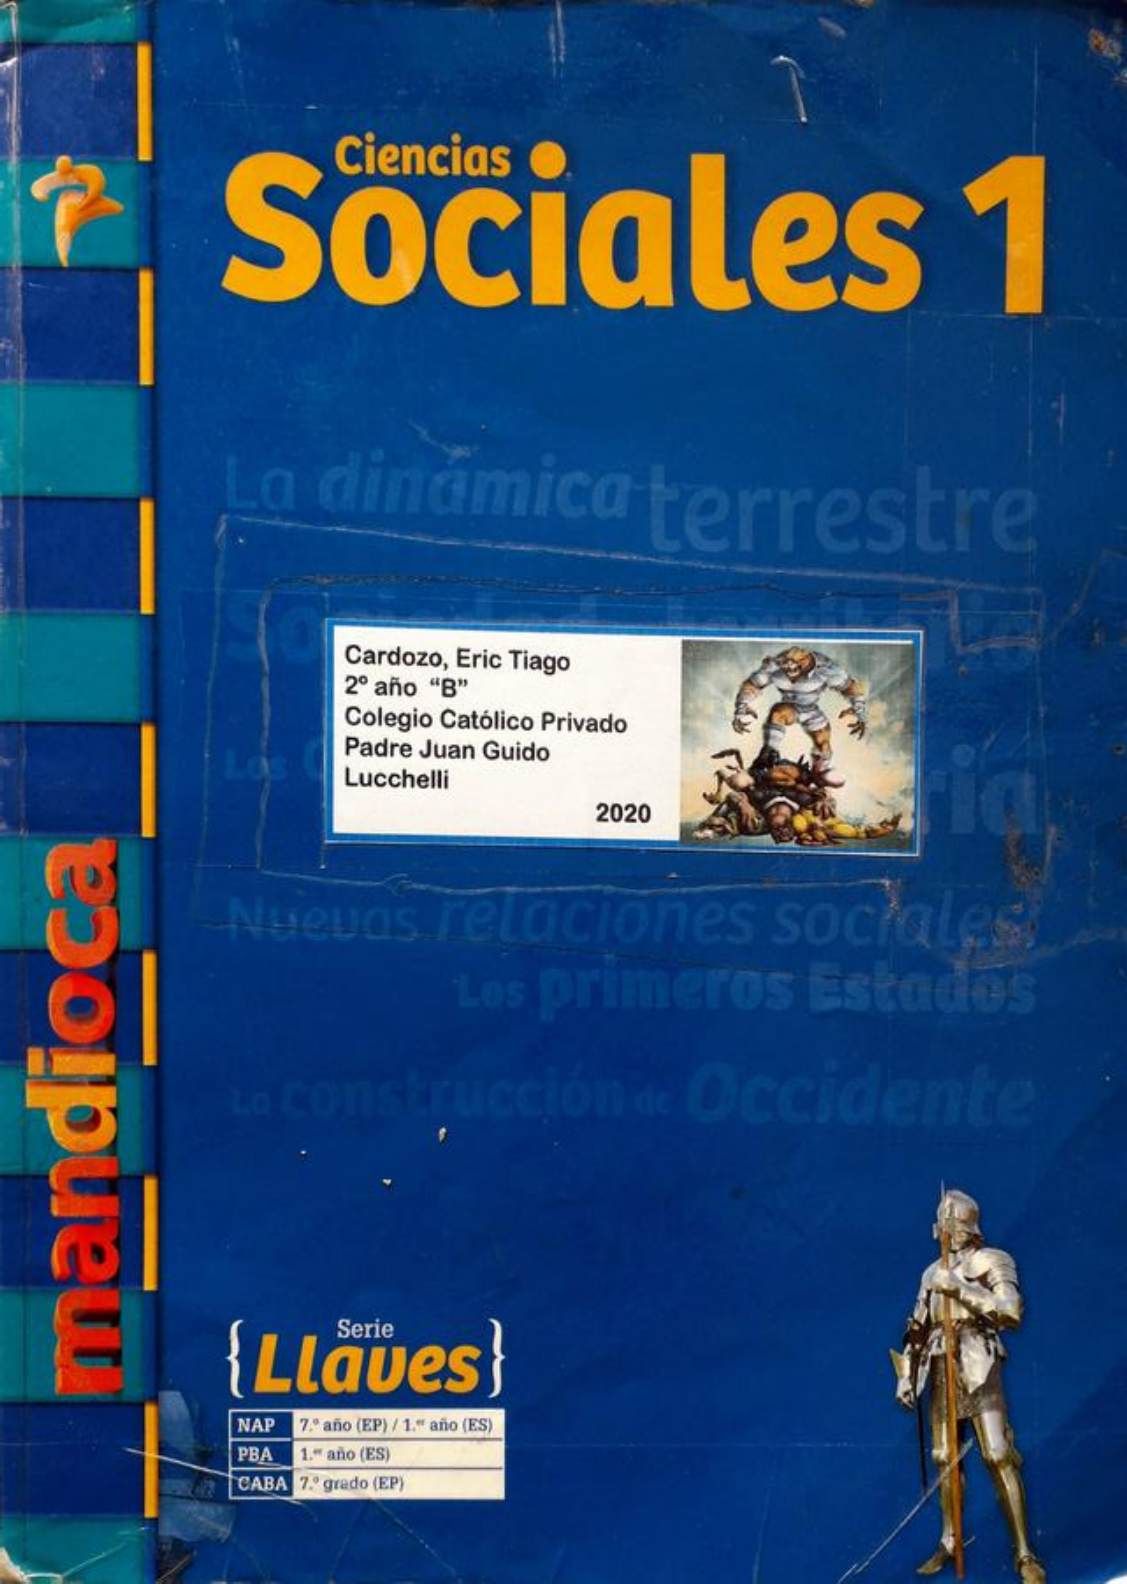 Ciencias
Sociales 1
La dinámica terrestre
Los
Nuevas relaciones sociales:
Los primeros Estados
La construcción de Occidente
Cardozo, Eric Tiago
2º año “B”
Colegio Católico Privado
Padre Juan Guido
Lucchelli
2020
mandioca
Serie
{Llaves}
NAP 7.º año (EP) / 1.er año (ES)
PBA 1.er año (ES)
CABA 7.º grado (EP)